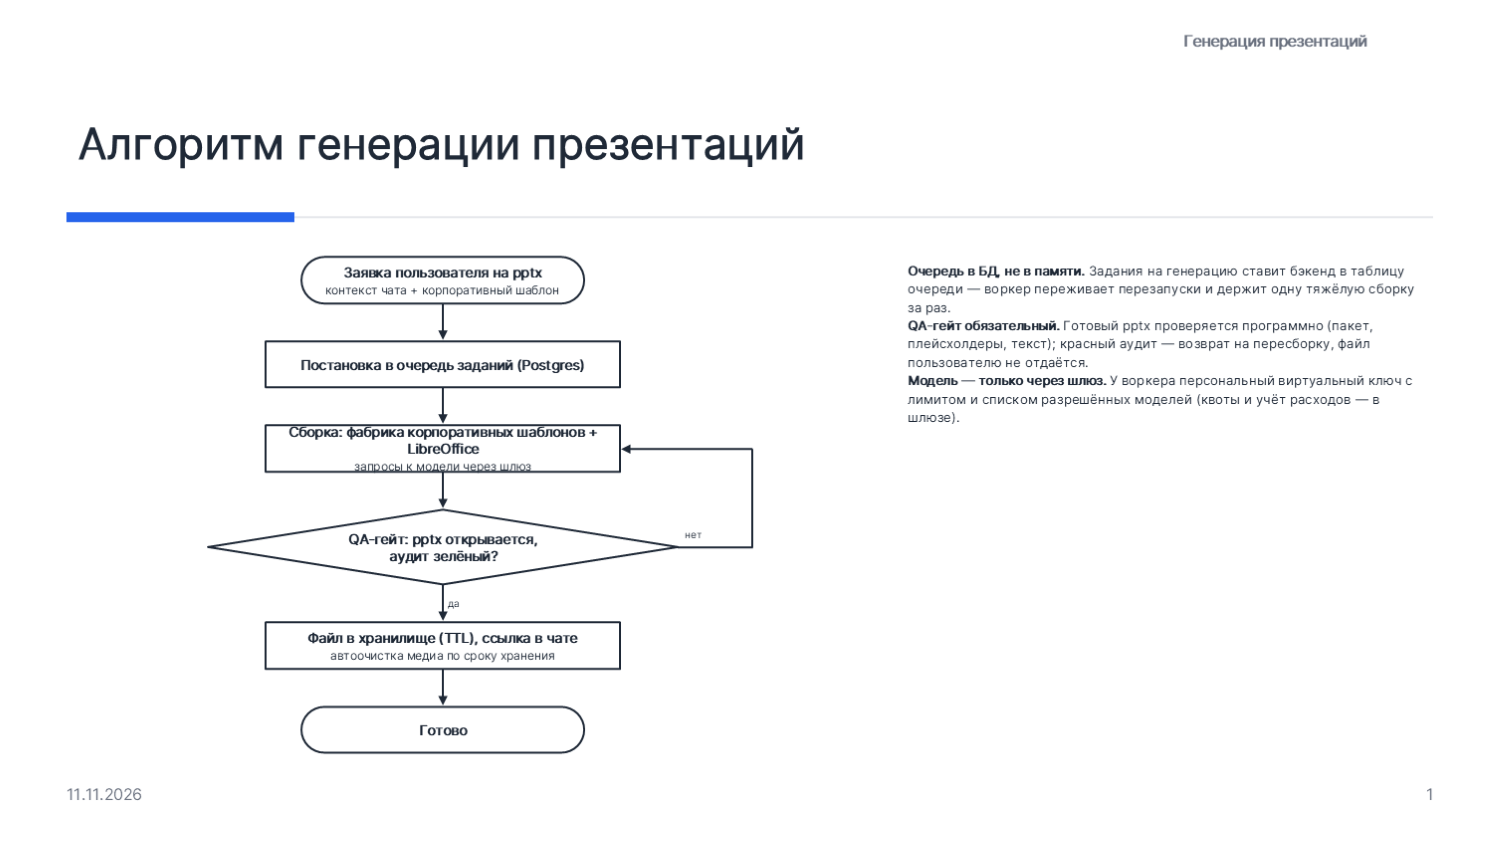 Генерация презентаций
Алгоритм генерации презентаций
Заявка пользователя на pptx
контекст чата + корпоративный шаблон
Постановка в очередь заданий (Postgres)
Сборка: фабрика корпоративных шаблонов +
LibreOffice
запросы к модели через шлюз
QA-гейт: pptx открывается,
аудит зелёный?
нет
да
Файл в хранилище (TTL), ссылка в чате
автоочистка медиа по сроку хранения
Готово
Очередь в БД, не в памяти. Задания на генерацию ставит бэкенд в таблицу
очереди — воркер переживает перезапуски и держит одну тяжёлую сборку
за раз.
QA-гейт обязательный. Готовый pptx проверяется программно (пакет,
плейсхолдеры, текст); красный аудит — возврат на пересборку, файл
пользователю не отдаётся.
Модель — только через шлюз. У воркера персональный виртуальный ключ с
лимитом и списком разрешённых моделей (квоты и учёт расходов — в
шлюзе).
11.11.2026
1